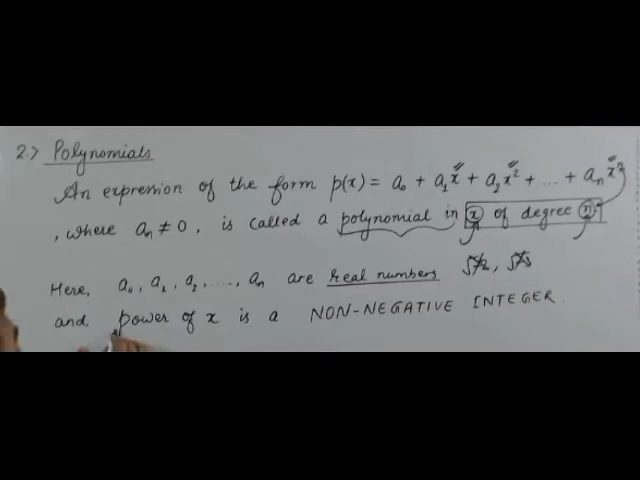 2.> Polynomials
An expression of the form p(x) = a₀ + a₁x + a₂x² + ... + aₙxⁿ
, where aₙ ≠ 0, is called a polynomial in x of degree n.
Here, a₀, a₁, a₂, ...., aₙ are real numbers
and, power of x is a NON-NEGATIVE INTEGER.